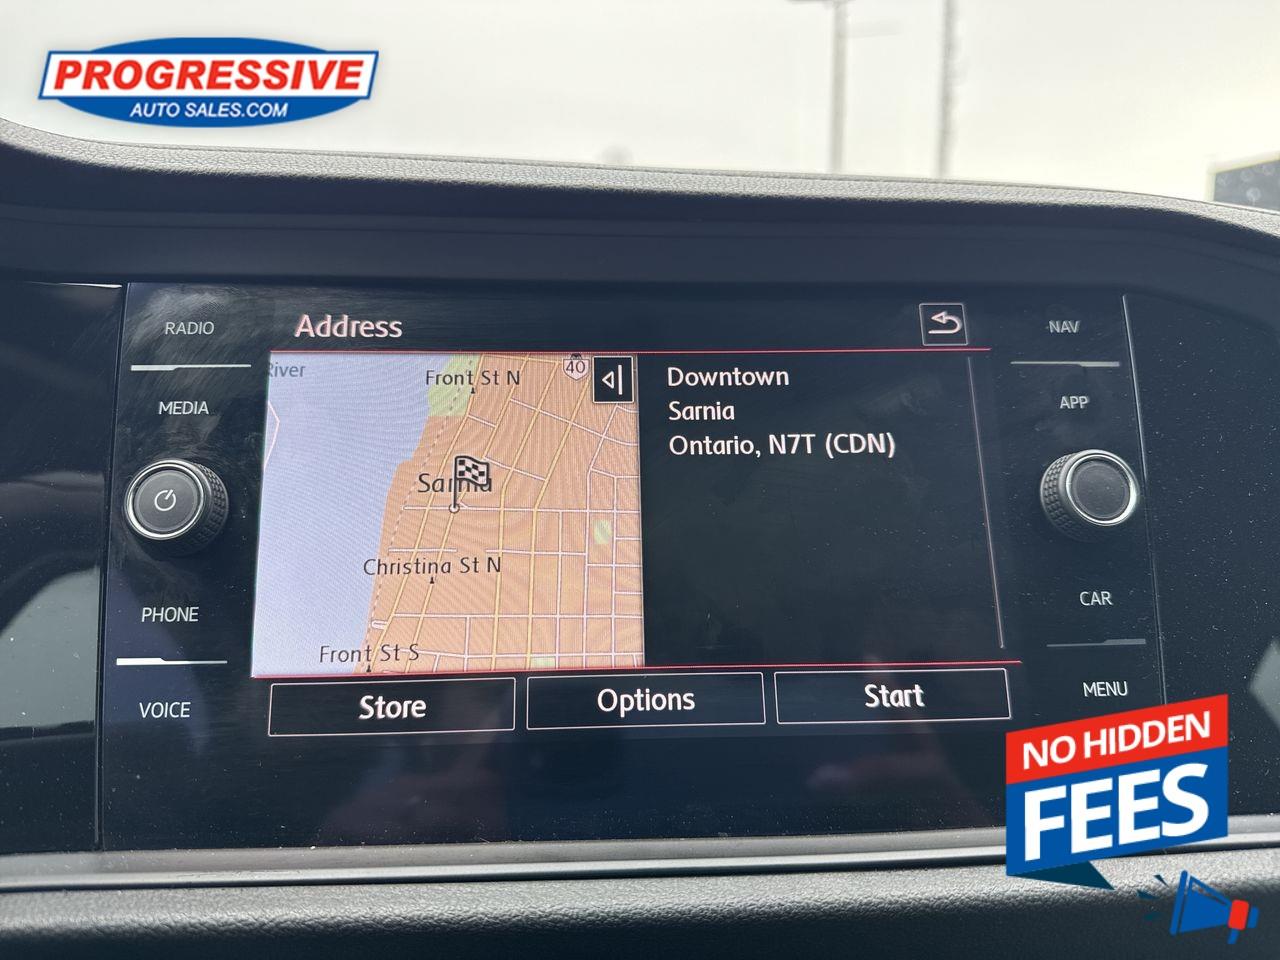 PROGRESSIVE
AUTO SALES.COM
RADIO
MEDIA
PHONE
VOICE
Address
River
Front St N
40
Sarnia
Christina St N
Front St S
Downtown
Sarnia
Ontario, N7T (CDN)
Store
Options
Start
NAV
APP
CAR
MENU
NO HIDDEN
FEES